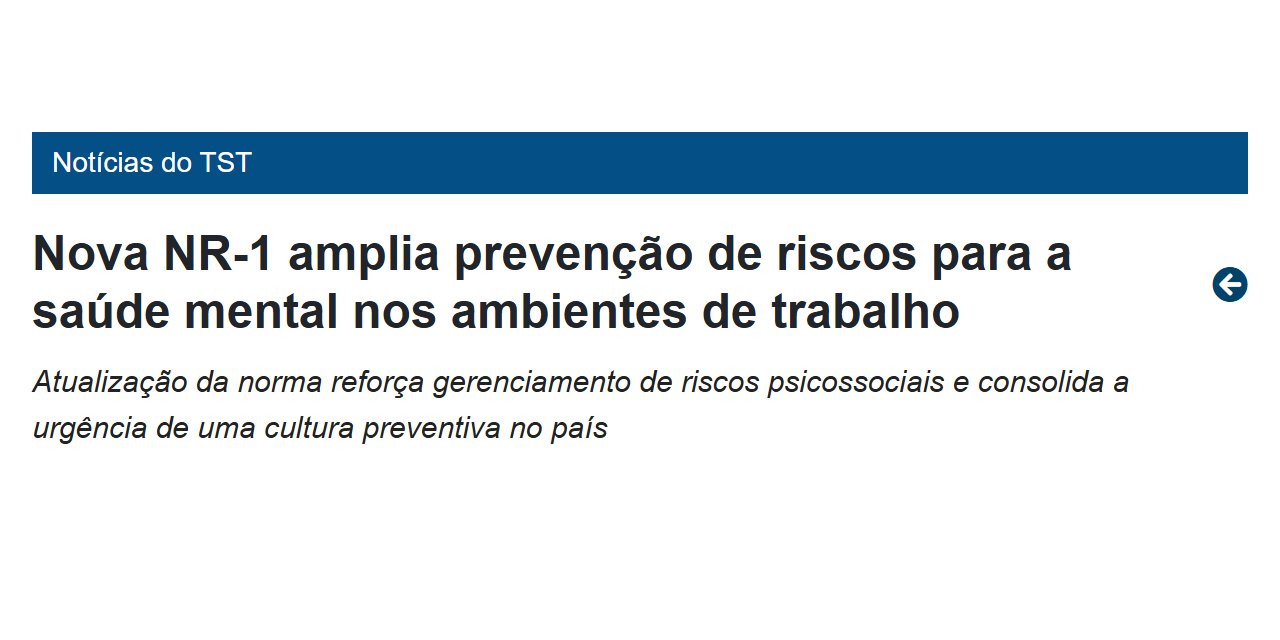 Notícias do TST
Nova NR-1 amplia prevenção de riscos para a
saúde mental nos ambientes de trabalho
Atualização da norma reforça gerenciamento de riscos psicossociais e consolida a
urgência de uma cultura preventiva no país